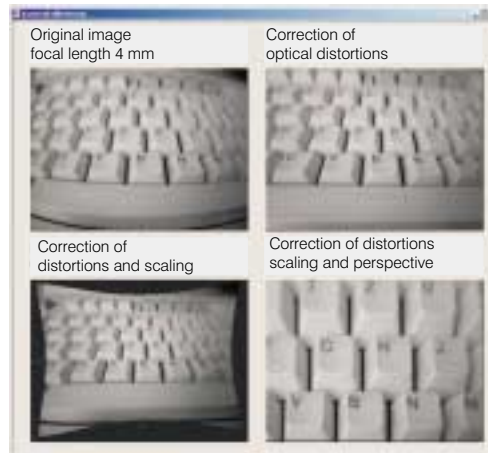 Original image
focal length 4 mm
Correction of
optical distortions
Correction of
distortions and scaling
Correction of distortions
scaling and perspective